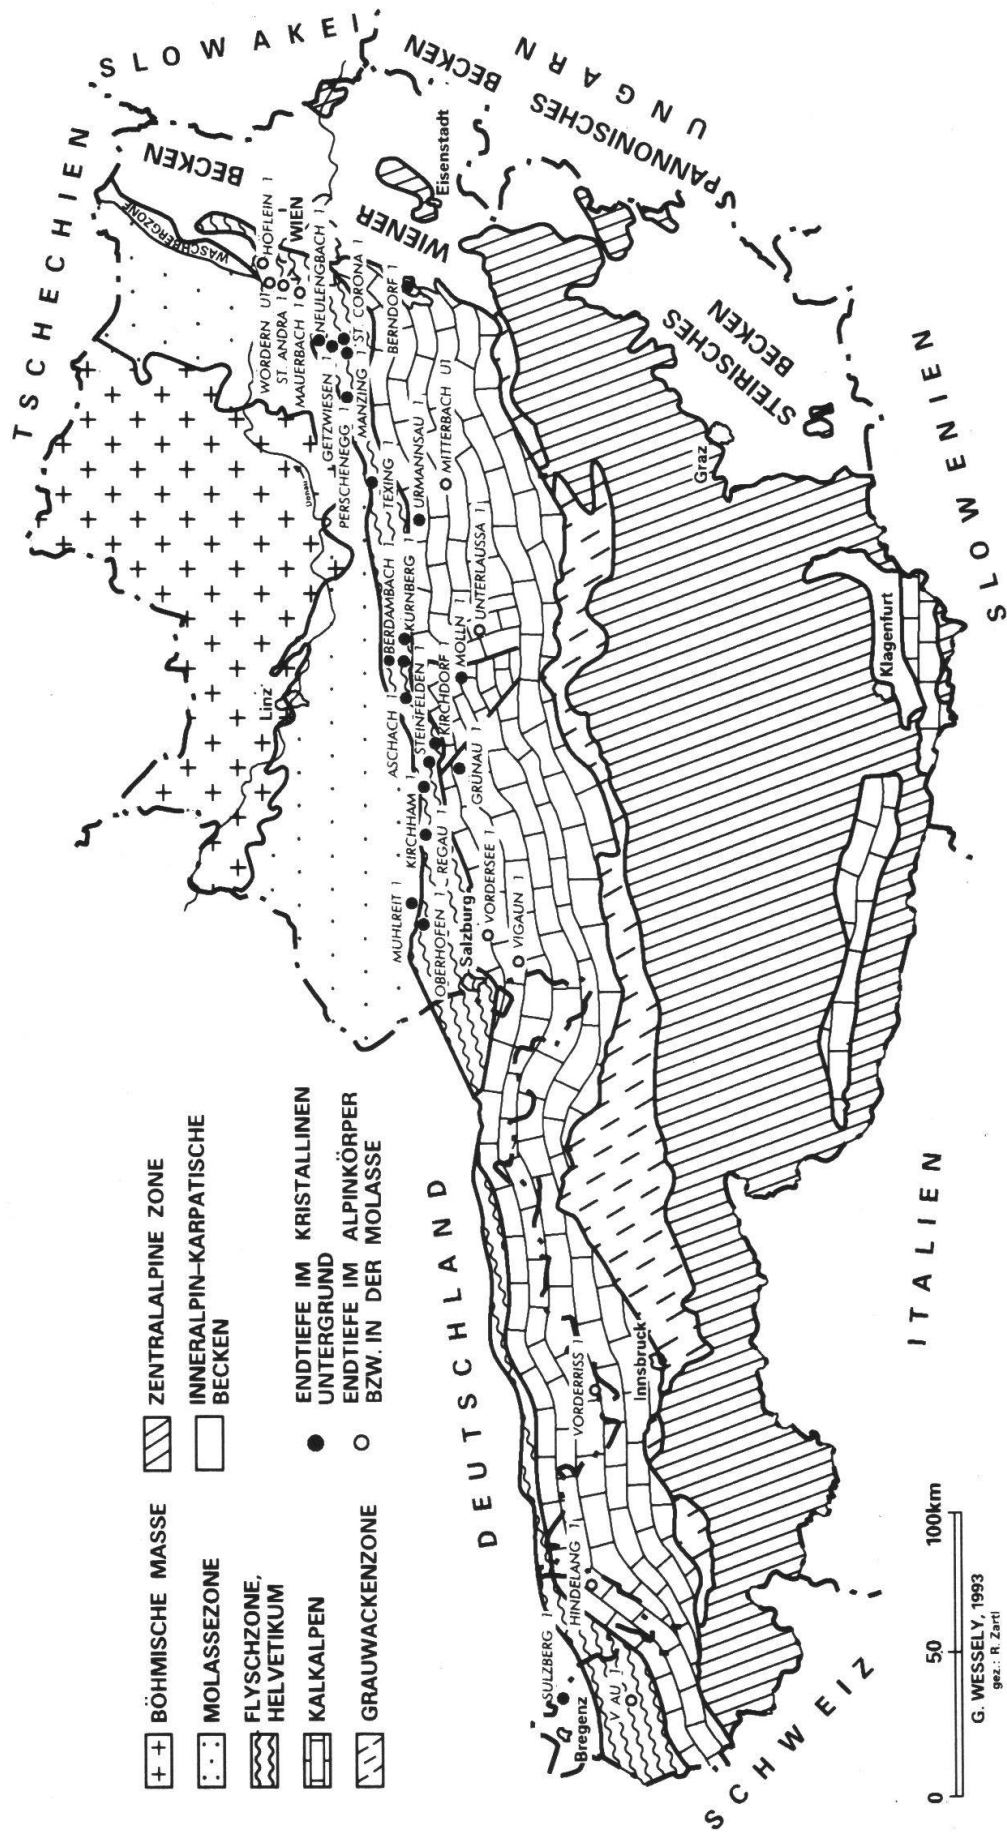 TSCHECHIEN
SLOWAKEI
UNGARN
PANNONISCHES
BECKEN
WIENER
BECKEN
STEIRISCHES
BECKEN
SLOWENIEN
ITALIEN
SCHWEIZ
DEUTSCHLAND
WASCHBERGZONE
Donau
Linz
WIEN
Eisenstadt
Graz
Klagenfurt
Salzburg
Innsbruck
Bregenz
SULZBERG 1
HINDELANG 1
VAU 1
VORDERRISS 1
MÜHLREIT 1
OBERHOFEN 1
KIRCHHAM 1
REGAU 1
VORDERSEE 1
VIGAUN 1
ASCHACH 1
STEINFELDEN 1
KIRCHDORF 1
GRÜNAU 1
MOLLN 1
BERDAMBACH 1
KÜRNBERG 1
UNTERLAUSSA 1
TEXING 1
URMANNSAU 1
MITTERBACH U1
PERSCHENEGG 1
GETZWIESEN 1
MANZING 1
ST. CORONA 1
BERNDORF 1
NEULENGBACH 1
MAUERBACH 1
ST. ANDRA 1
WORDERN U1
HÖFLEIN 1
BÖHMISCHE MASSE
MOLASSEZONE
FLYSCHZONE,
HELVETIKUM
KALKALPEN
GRAUWACKENZONE
ZENTRALALPINE ZONE
INNERALPIN–KARPATISCHE
BECKEN
ENDTIEFE IM KRISTALLINEN
UNTERGRUND
ENDTIEFE IM ALPINKÖRPER
BZW. IN DER MOLASSE
0 50 100km
G. WESSELY, 1993
gez.: R. Zartl